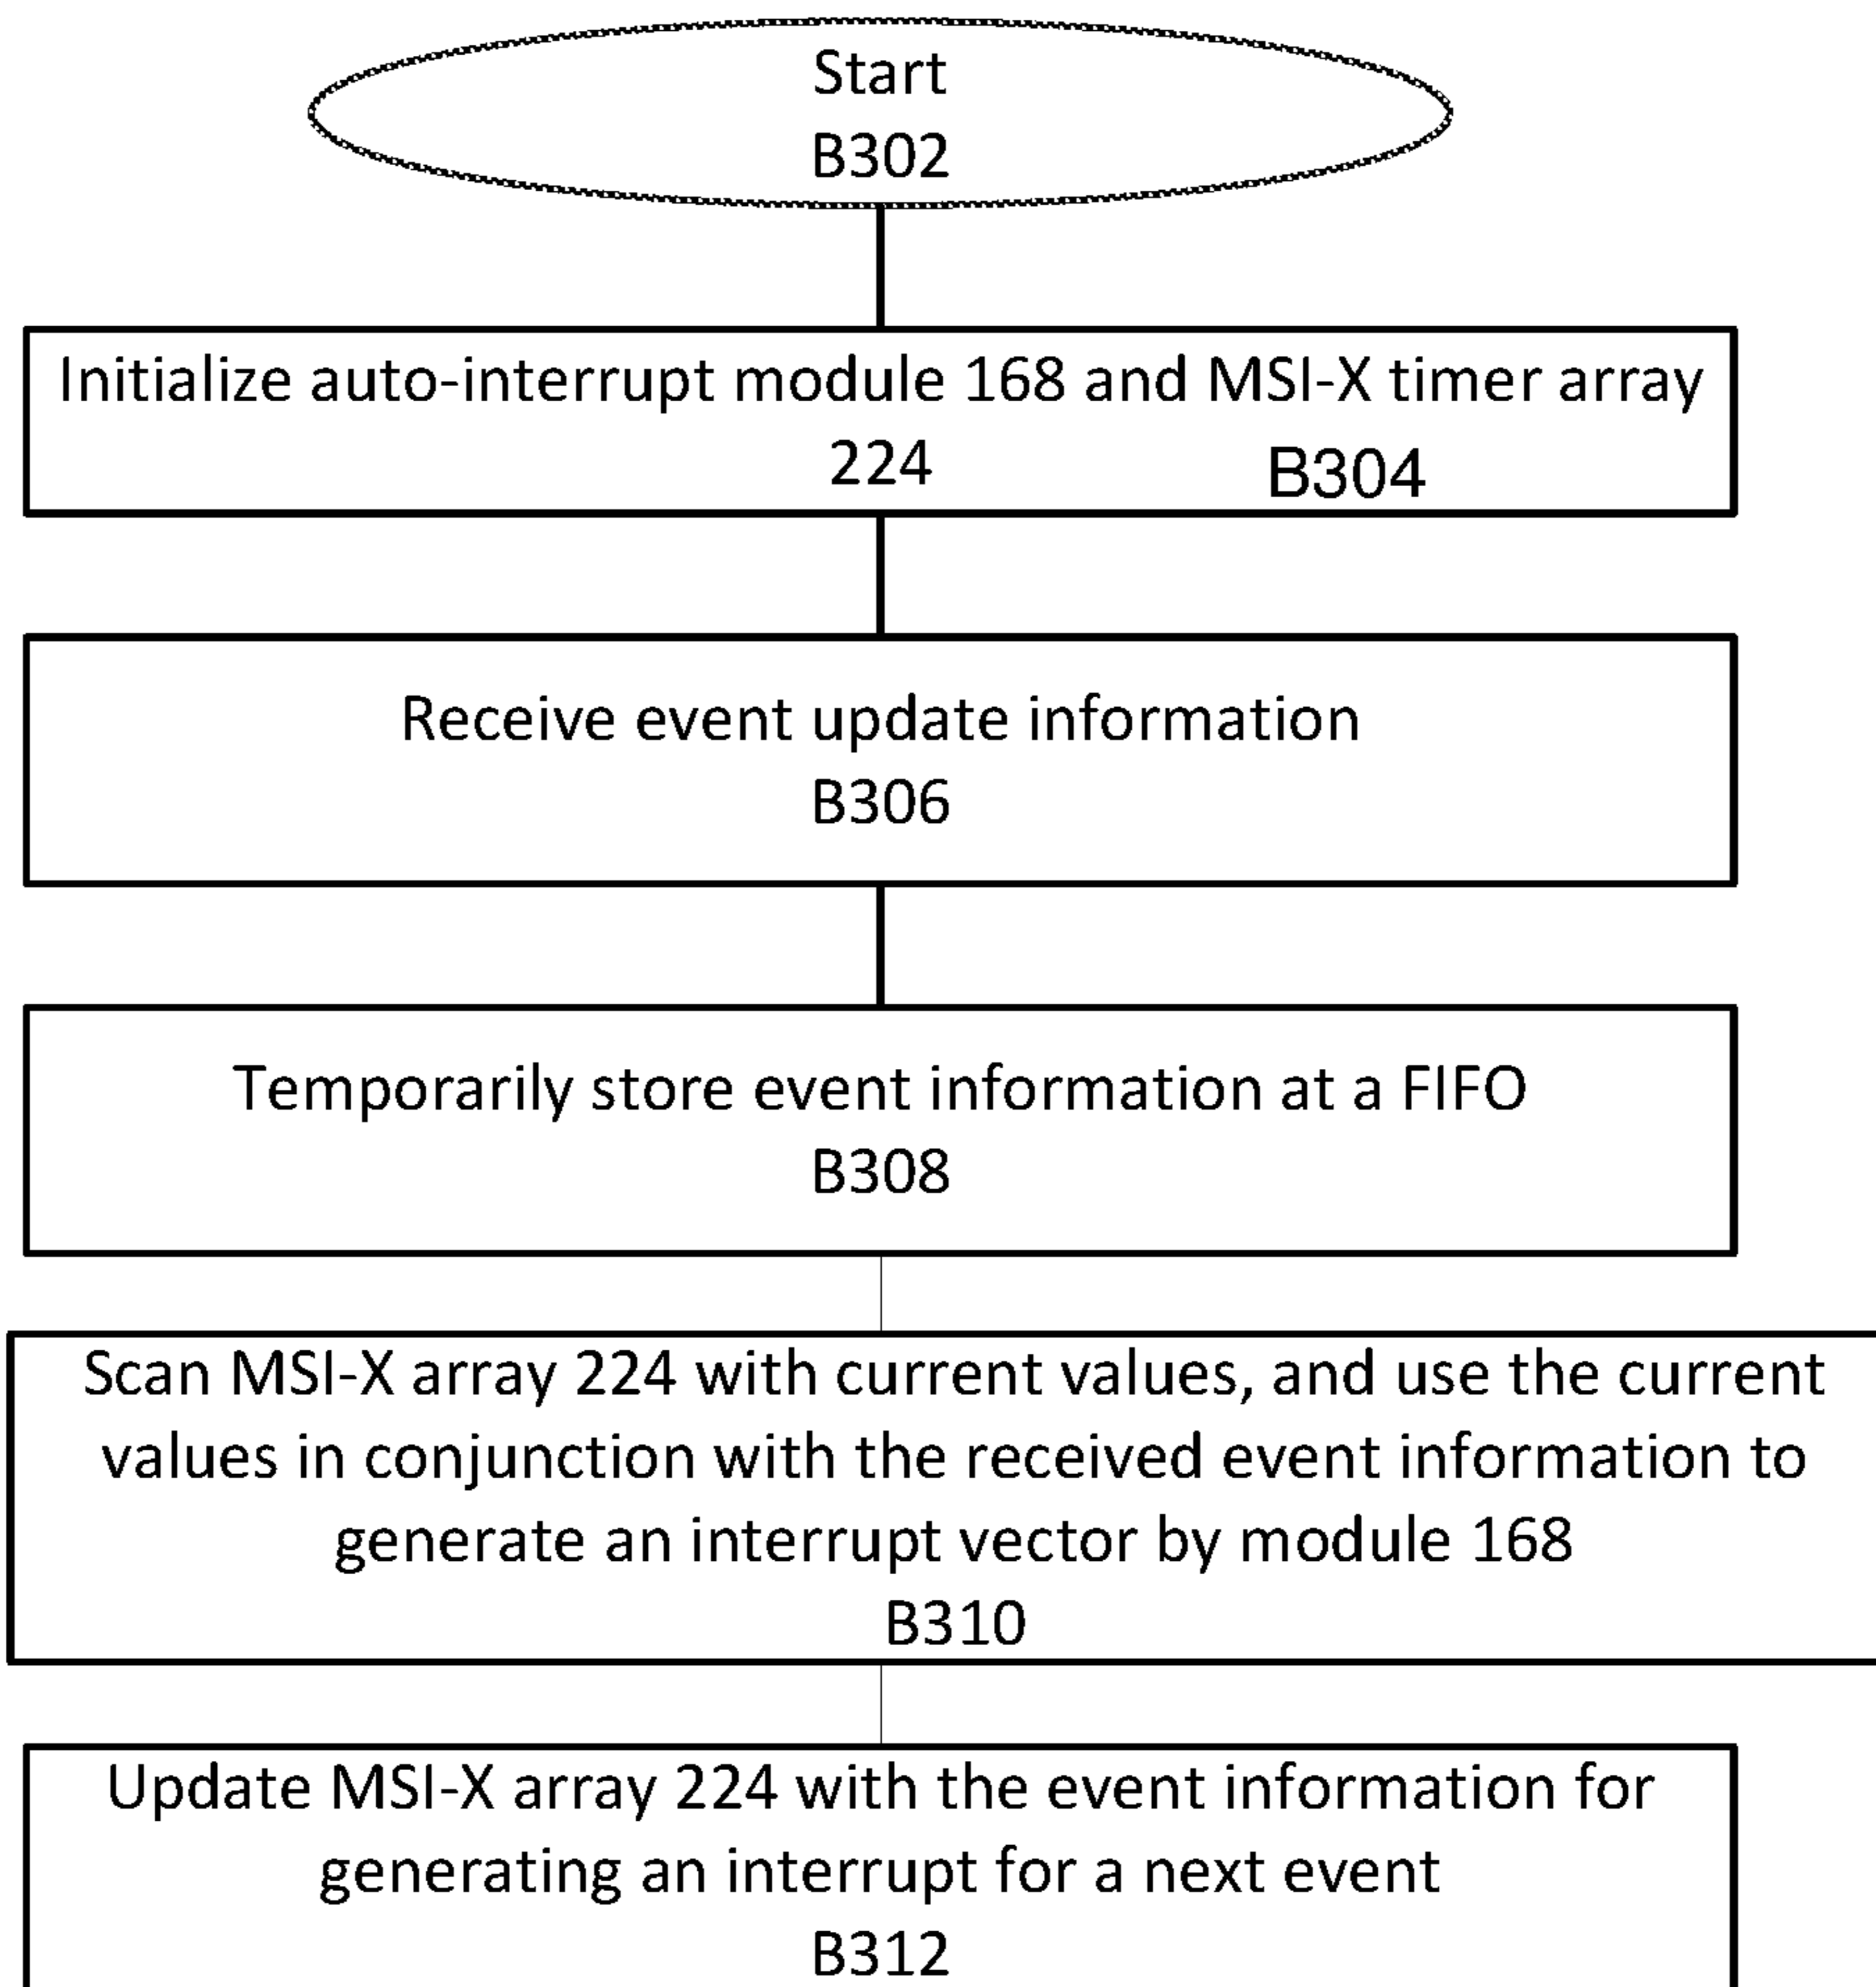 Start
B302
Initialize auto-interrupt module 168 and MSI-X timer array
224 B304
Receive event update information
B306
Temporarily store event information at a FIFO
B308
Scan MSI-X array 224 with current values, and use the current
values in conjunction with the received event information to
generate an interrupt vector by module 168
B310
Update MSI-X array 224 with the event information for
generating an interrupt for a next event
B312